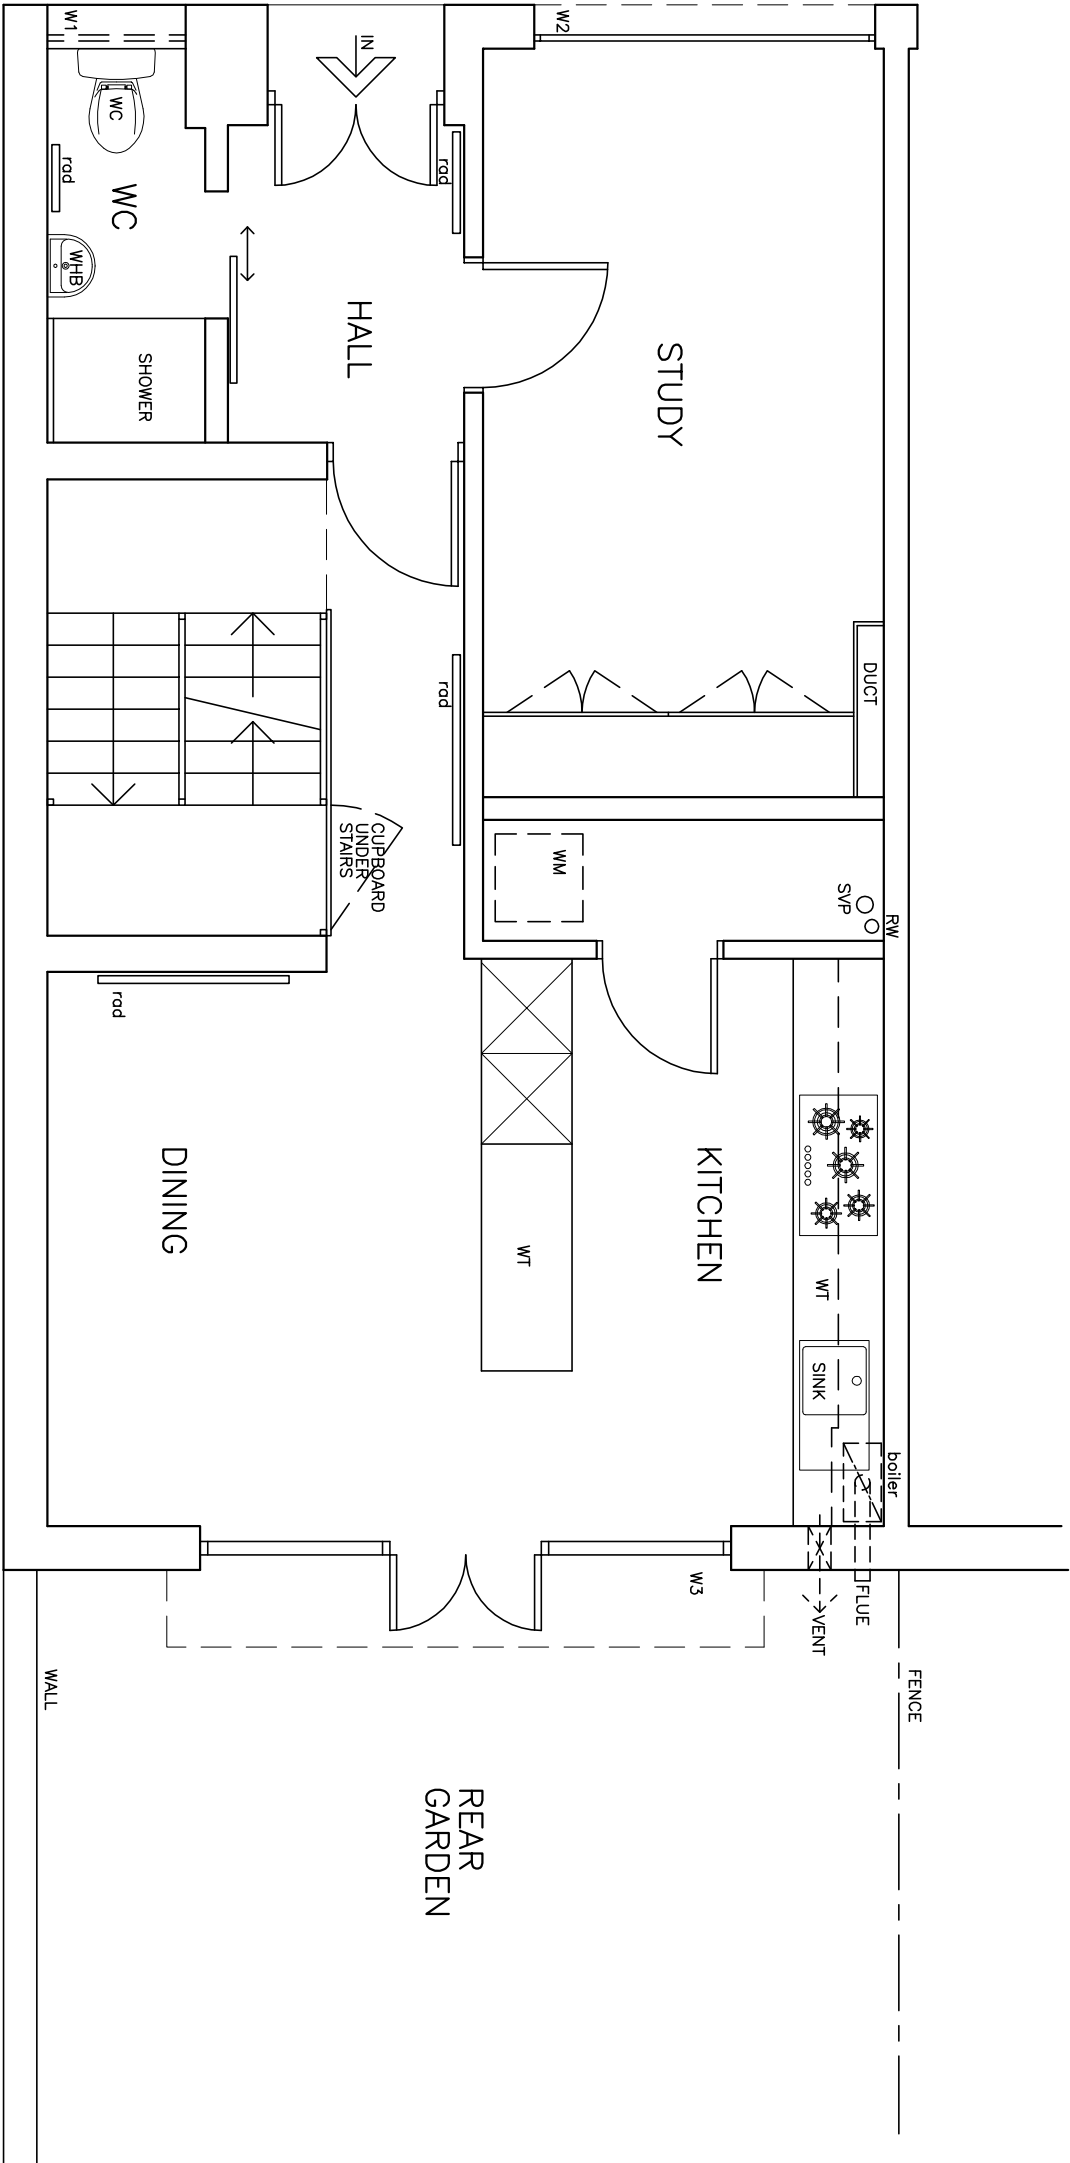 W1
W2
IN
WC
rad
rad
WC
WHB
HALL
STUDY
SHOWER
DUCT
rad
CUPBOARD
UNDER
STAIRS
WM
SVP
RW
rad
DINING
KITCHEN
WT
WT
SINK
boiler
W3
FLUE
VENT
WALL
FENCE
REAR
GARDEN